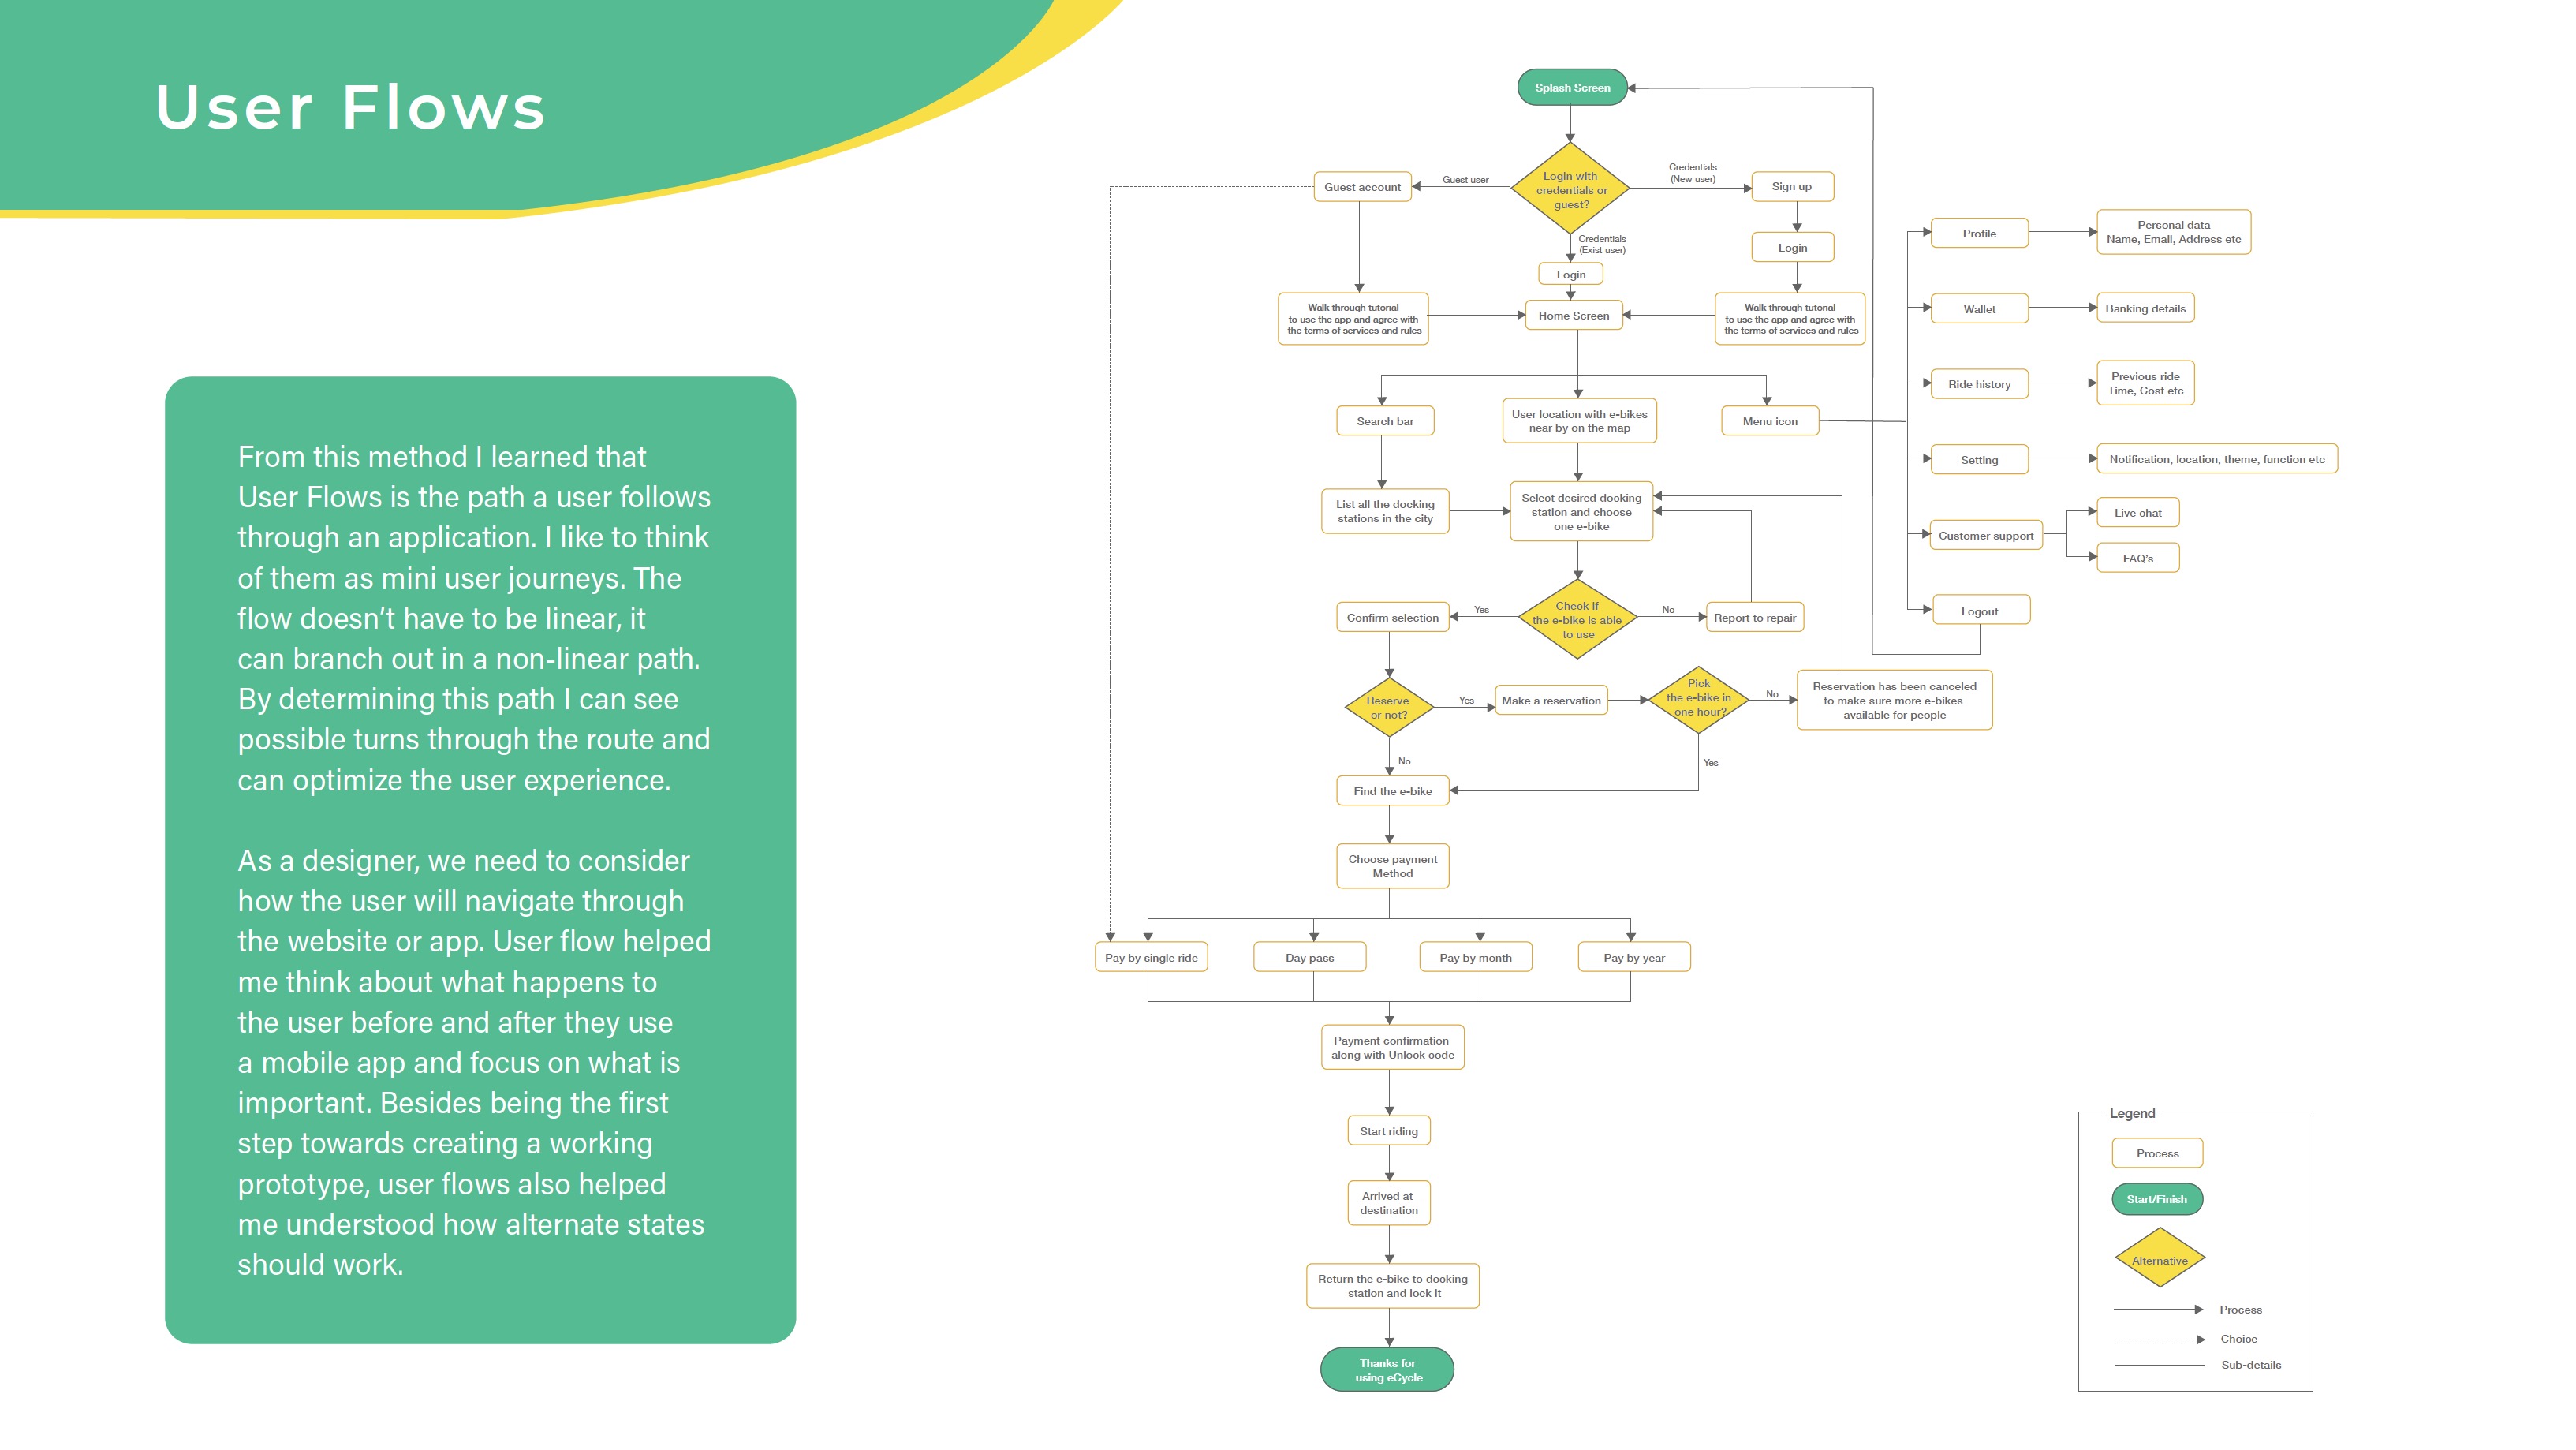 User Flows
From this method I learned that
User Flows is the path a user follows
through an application. I like to think
of them as mini user journeys. The
flow doesn’t have to be linear, it
can branch out in a non-linear path.
By determining this path I can see
possible turns through the route and
can optimize the user experience.
As a designer, we need to consider
how the user will navigate through
the website or app. User flow helped
me think about what happens to
the user before and after they use
a mobile app and focus on what is
important. Besides being the first
step towards creating a working
prototype, user flows also helped
me understood how alternate states
should work.
Splash Screen
Login with
credentials or
guest?
Guest user
Guest account
Credentials
(New user)
Sign up
Login
Credentials
(Exist user)
Login
Walk through tutorial
to use the app and agree with
the terms of services and rules
Home Screen
Walk through tutorial
to use the app and agree with
the terms of services and rules
Search bar
User location with e-bikes
near by on the map
Menu icon
Profile
Personal data
Name, Email, Address etc
Wallet
Banking details
Ride history
Previous ride
Time, Cost etc
Setting
Notification, location, theme, function etc
Customer support
Live chat
FAQ’s
Logout
List all the docking
stations in the city
Select desired docking
station and choose
one e-bike
Confirm selection
Yes
Check if
the e-bike is able
to use
No
Report to repair
Reserve
or not?
Yes
Make a reservation
Pick
the e-bike in
one hour?
No
Reservation has been canceled
to make sure more e-bikes
available for people
No
Yes
Find the e-bike
Choose payment
Method
Pay by single ride
Day pass
Pay by month
Pay by year
Payment confirmation
along with Unlock code
Start riding
Arrived at
destination
Return the e-bike to docking
station and lock it
Thanks for
using eCycle
Legend
Process
Start/Finish
Alternative
Process
Choice
Sub-details